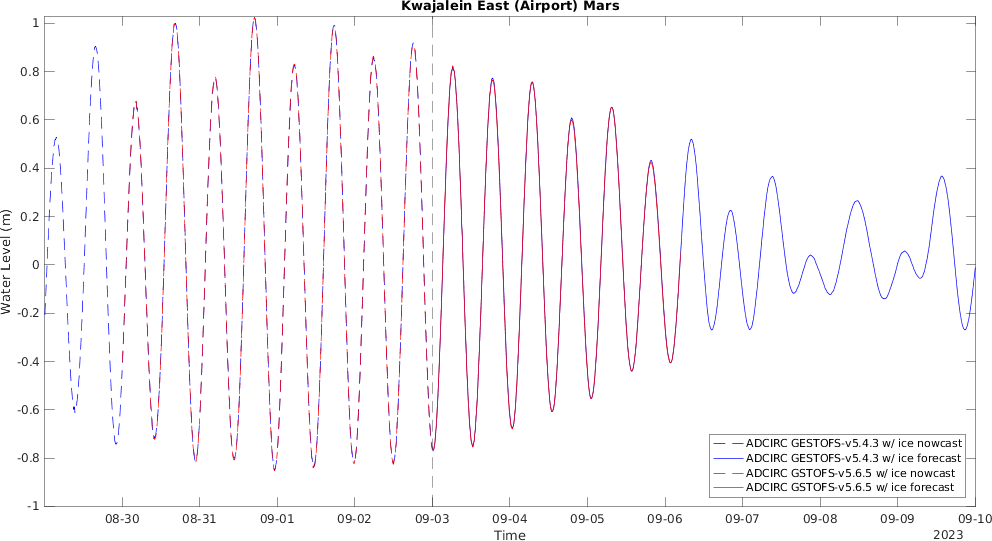 Kwajalein East (Airport) Mars
1
0.8
0.6
0.4
0.2
0
-0.2
-0.4
-0.6
-0.8
-1
Water Level (m)
ADCIRC GESTOFS-v5.4.3 w/ ice nowcast
ADCIRC GESTOFS-v5.4.3 w/ ice forecast
ADCIRC GSTOFS-v5.6.5 w/ ice nowcast
ADCIRC GSTOFS-v5.6.5 w/ ice forecast
08-30 08-31 09-01 09-02 09-03 09-04 09-05 09-06 09-07 09-08 09-09 09-10
Time
2023